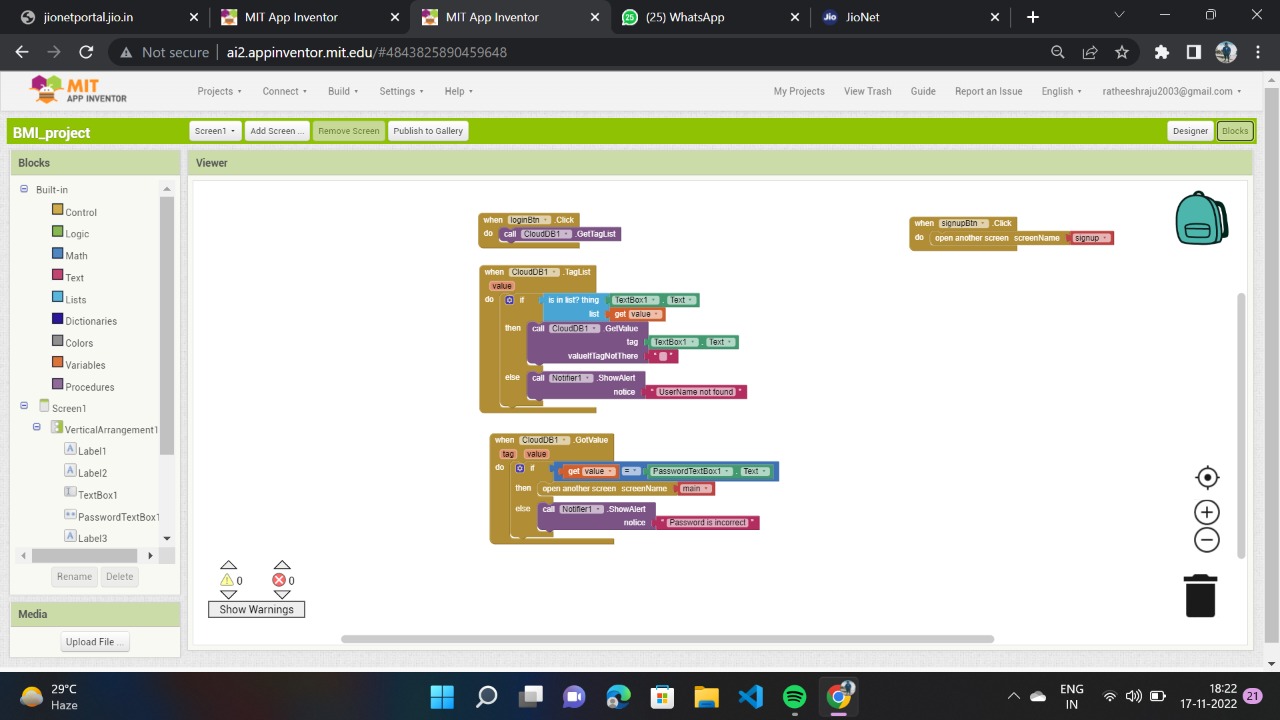 jionetportal.jio.in
MIT App Inventor
MIT App Inventor
25
(25) WhatsApp
Jio
JioNet
Not secure
ai2.appinventor.mit.edu/#4843825890459648
MIT
APP INVENTOR
Projects
Connect
Build
Settings
Help
My Projects
View Trash
Guide
Report an Issue
English
ratheeshraju2003@gmail.com
BMI_project
Screen1
Add Screen ...
Remove Screen
Publish to Gallery
Designer
Blocks
Blocks
Viewer
Built-in
Control
Logic
Math
Text
Lists
Dictionaries
Colors
Variables
Procedures
Screen1
VerticalArrangement1
A Label1
A Label2
TextBox1
PasswordTextBox1
A Label3
Rename
Delete
Media
Upload File ...
when loginBtn .Click
do call CloudDB1 .GetTagList
when CloudDB1 .TagList
value
do if is in list? thing TextBox1 . Text
list get value
then call CloudDB1 .GetValue
tag TextBox1 . Text
valueIfTagNotThere " "
else call Notifier1 .ShowAlert
notice " UserName not found "
when CloudDB1 .GotValue
tag value
do if get value = PasswordTextBox1 . Text
then open another screen screenName main
else call Notifier1 .ShowAlert
notice " Password is incorrect "
when signupBtn .Click
do open another screen screenName signup
0
0
Show Warnings
29°C
Haze
ENG
IN
18:22
17-11-2022
21